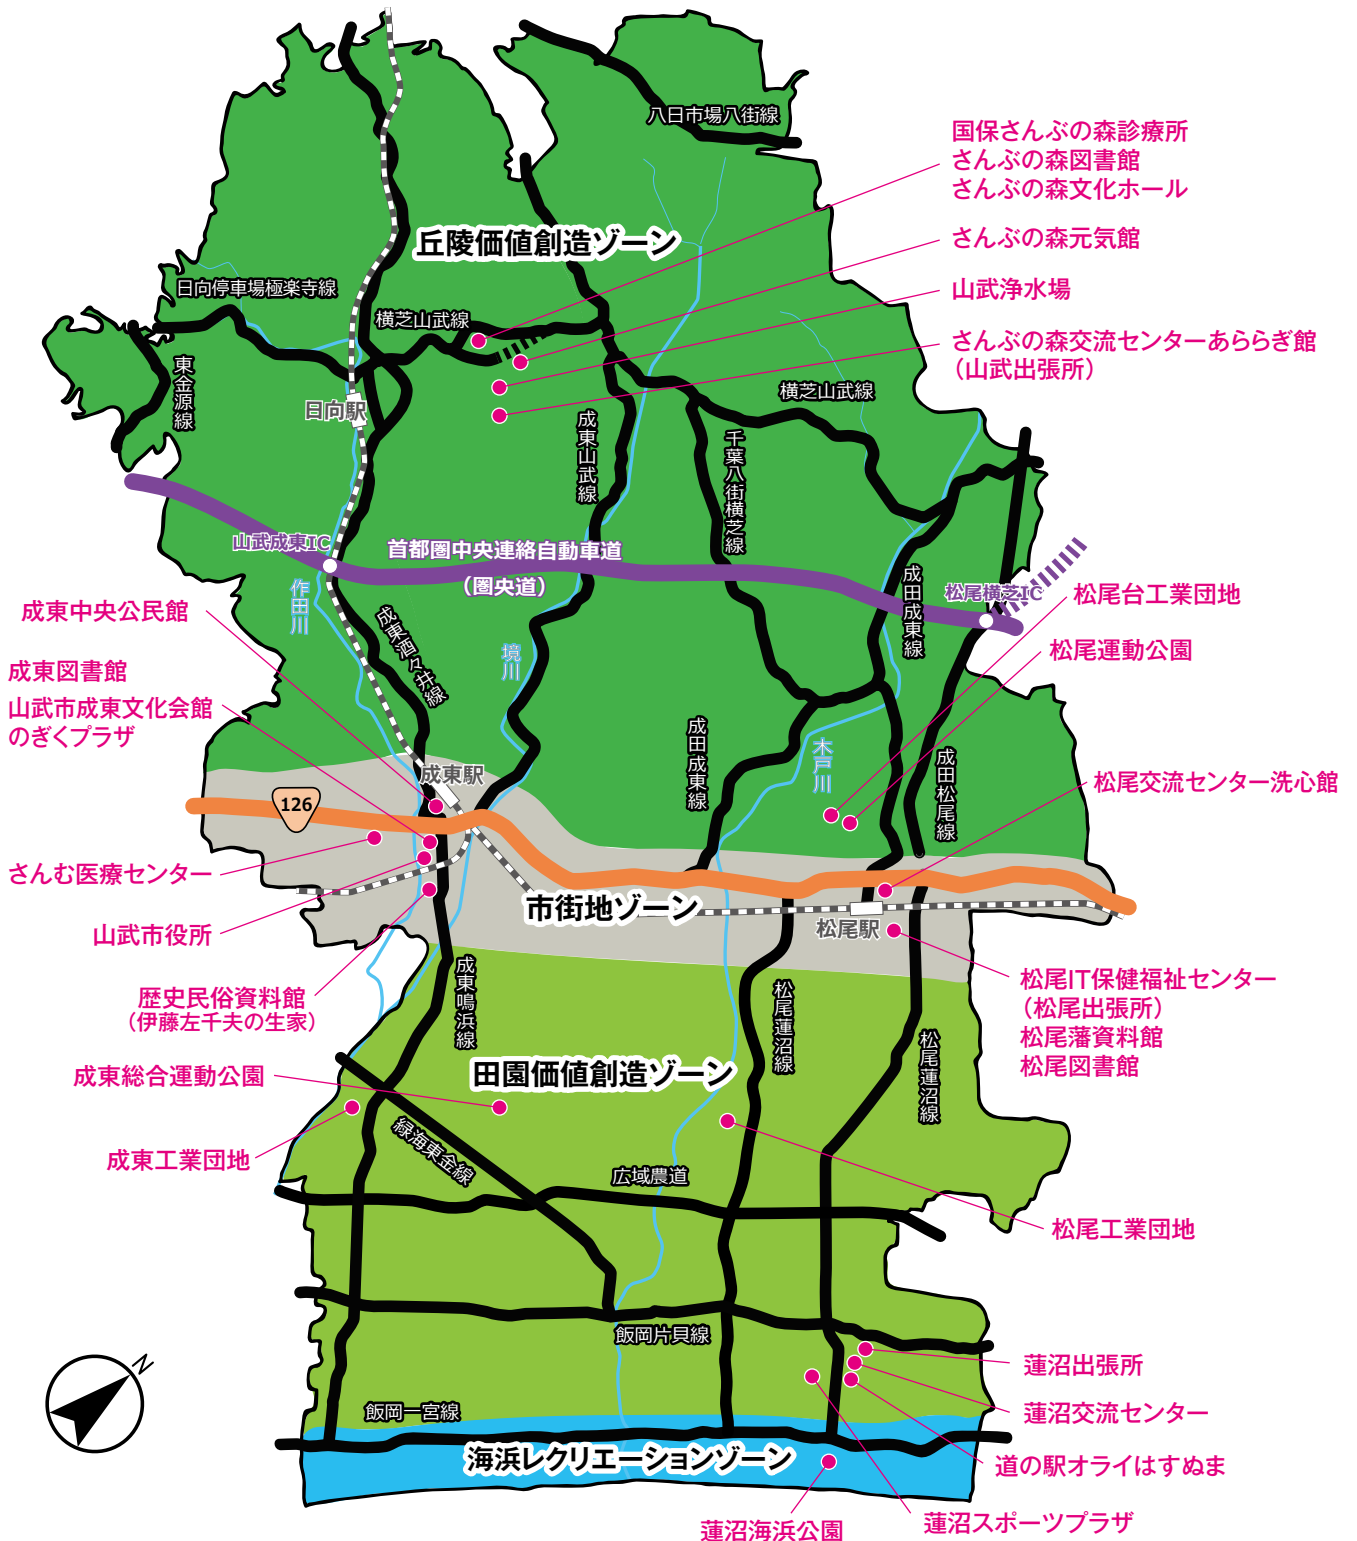 八日市場八街線
国保さんぶの森診療所
さんぶの森図書館
さんぶの森文化ホール
丘陵価値創造ゾーン
さんぶの森元気館
日向停車場極楽寺線
山武浄水場
横芝山武線
さんぶの森交流センターあららぎ館
（山武出張所）
東金源線
日向駅
横芝山武線
成東山武線
千葉八街横芝線
山武成東IC
首都圏中央連絡自動車道
（圏央道）
作田川
成田成東線
松尾横芝IC
松尾台工業団地
成東中央公民館
成東酒々井線
境川
松尾運動公園
成東図書館
山武市成東文化会館
のぎくプラザ
成田成東線
木戸川
成田松尾線
成東駅
松尾交流センター洗心館
126
さんむ医療センター
市街地ゾーン
松尾駅
山武市役所
成東鳴浜線
松尾蓮沼線
松尾IT保健福祉センター
（松尾出張所）
松尾藩資料館
松尾図書館
歴史民俗資料館
（伊藤左千夫の生家）
松尾蓮沼線
成東総合運動公園
田園価値創造ゾーン
成東工業団地
緑海東金線
広域農道
松尾工業団地
飯岡片貝線
蓮沼出張所
N
飯岡一宮線
蓮沼交流センター
海浜レクリエーションゾーン
道の駅オライはすぬま
蓮沼海浜公園
蓮沼スポーツプラザ